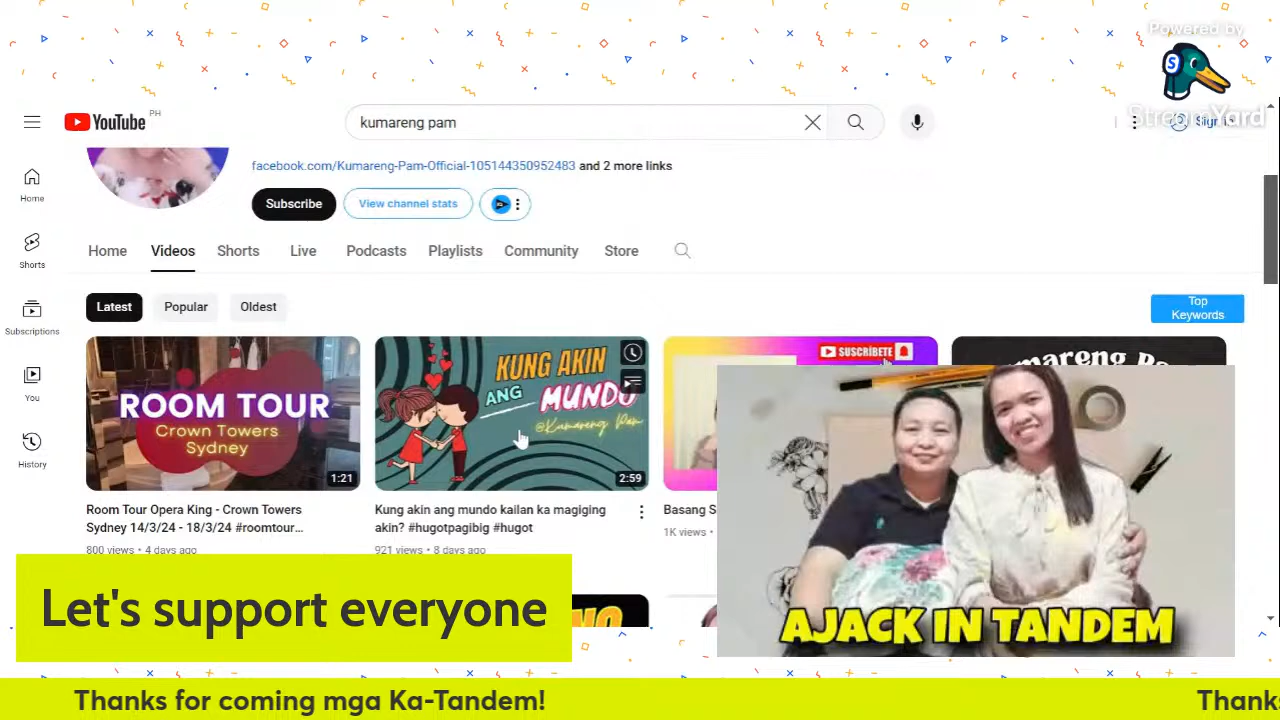 Powered by
StreamYard
YouTube PH
kumareng pam
Sign in
facebook.com/Kumareng-Pam-Official-105144350952483 and 2 more links
Subscribe
View channel stats
Home
Shorts
Subscriptions
You
History
Home Videos Shorts Live Podcasts Playlists Community Store
Latest Popular Oldest
Top
Keywords
ROOM TOUR
Crown Towers
Sydney
1:21
KUNG AKIN
ANG
MUNDO
@Kumareng Pam
2:59
SUSCRÍBETE
Room Tour Opera King - Crown Towers
Sydney 14/3/24 - 18/3/24 #roomtour...
800 views • 4 days ago
Kung akin ang mundo kailan ka magiging
akin? #hugotpagibig #hugot
921 views • 8 days ago
Basang S
1K views •
AJACK IN TANDEM
Let's support everyone
Thanks for coming mga Ka-Tandem!
Thanks